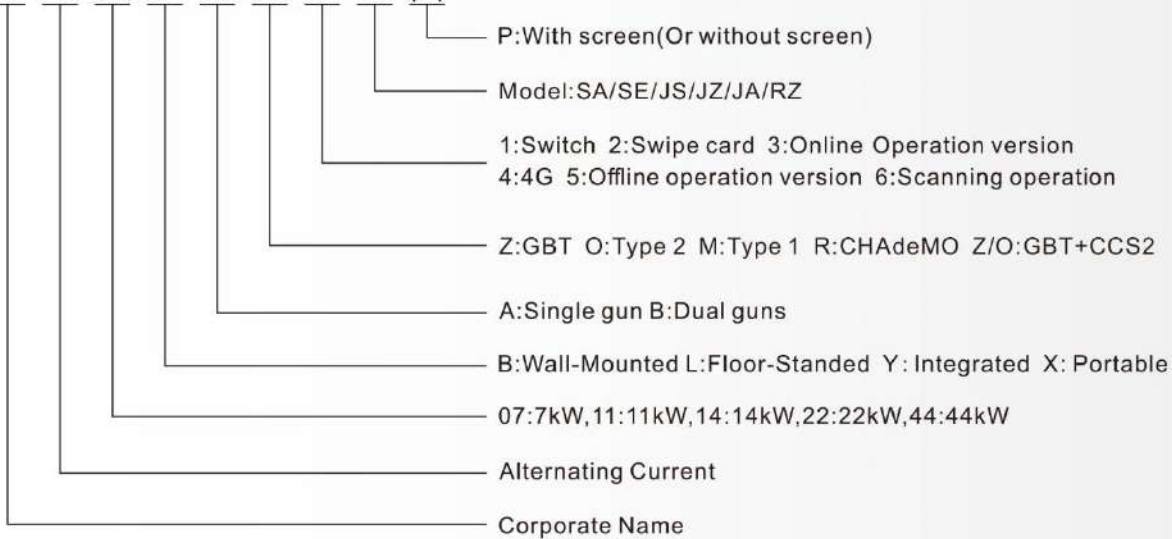 P:With screen(Or without screen)
Model:SA/SE/JS/JZ/JA/RZ
1:Switch 2:Swipe card 3:Online Operation version
4:4G 5:Offline operation version 6:Scanning operation
Z:GBT O:Type 2 M:Type 1 R:CHAdeMO Z/O:GBT+CCS2
A:Single gun B:Dual guns
B:Wall-Mounted L:Floor-Standed Y: Integrated X: Portable
07:7kW,11:11kW,14:14kW,22:22kW,44:44kW
Alternating Current
Corporate Name